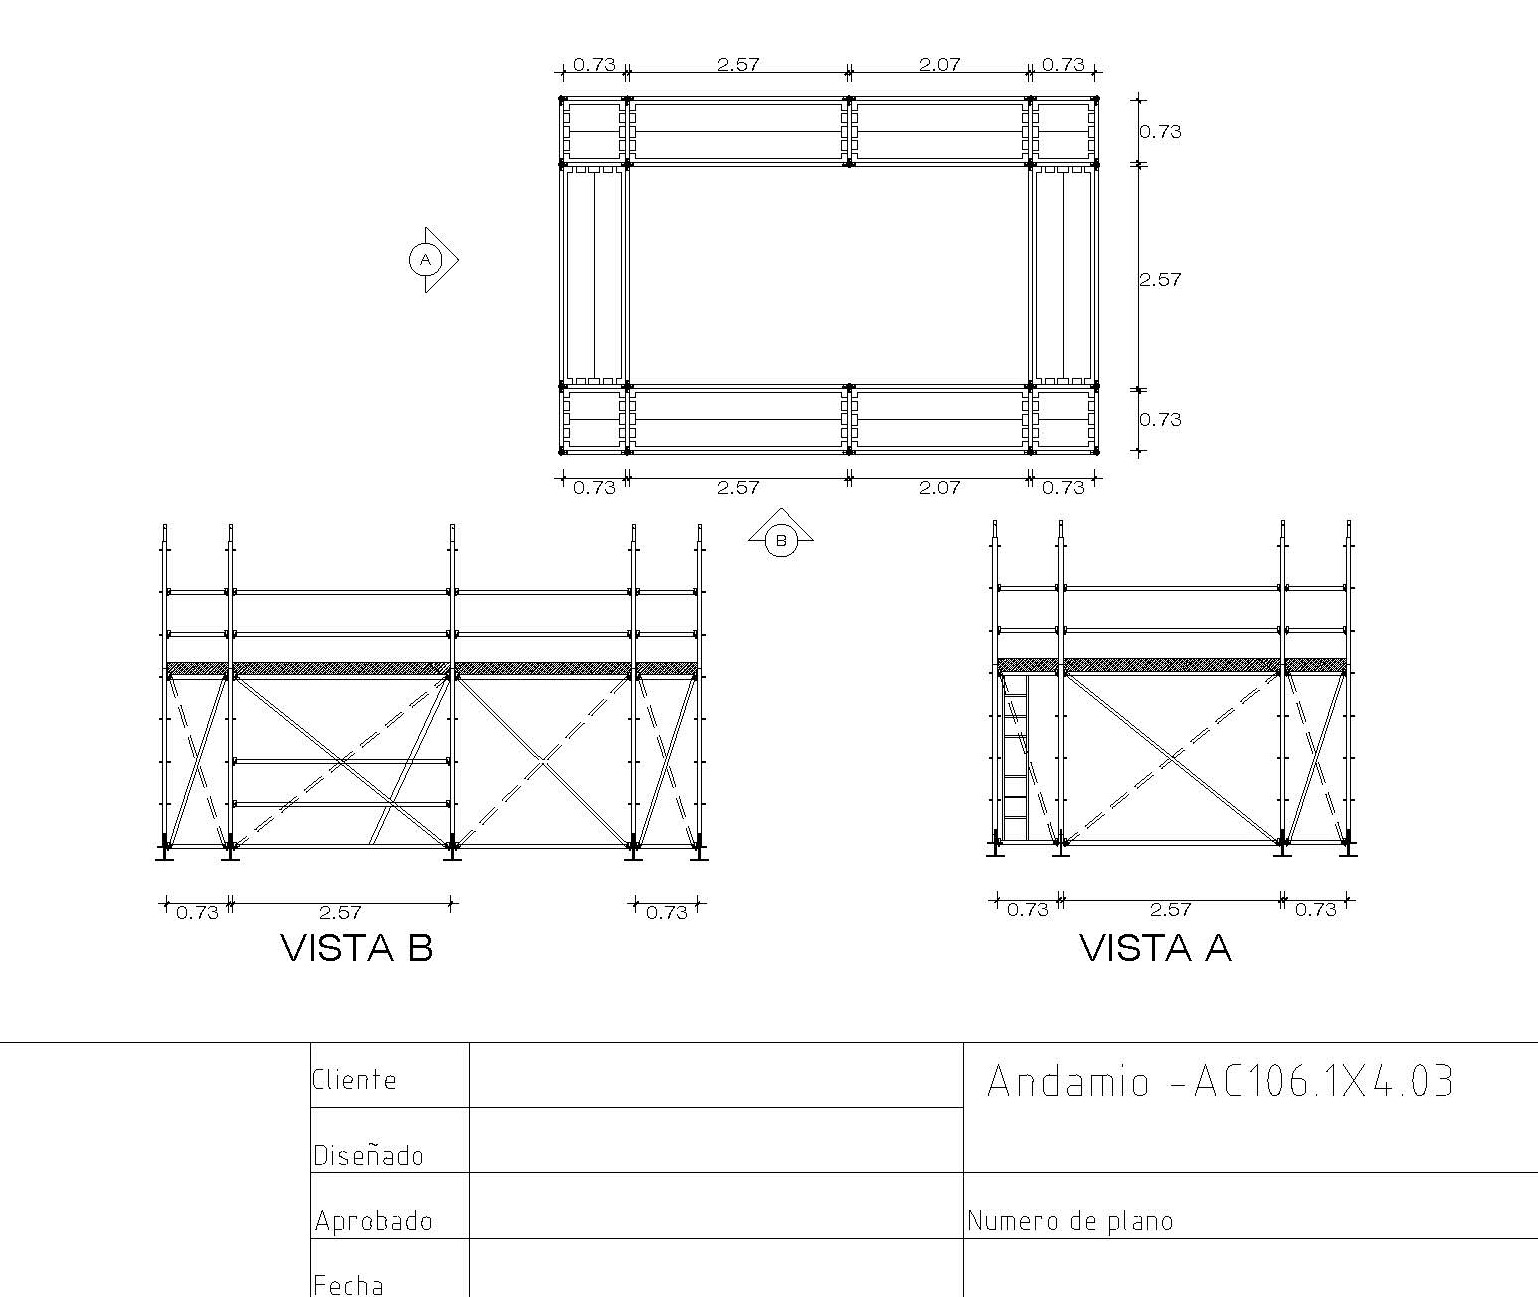 0.73 2.57 2.07 0.73
0.73
A
2.57
0.73
0.73 2.57 2.07 0.73
B
0.73 2.57 0.73
0.73 2.57 0.73
VISTA B
VISTA A
Cliente
Andamio -AC106.1X4.03
Diseñado
Aprobado
Numero de plano
Fecha